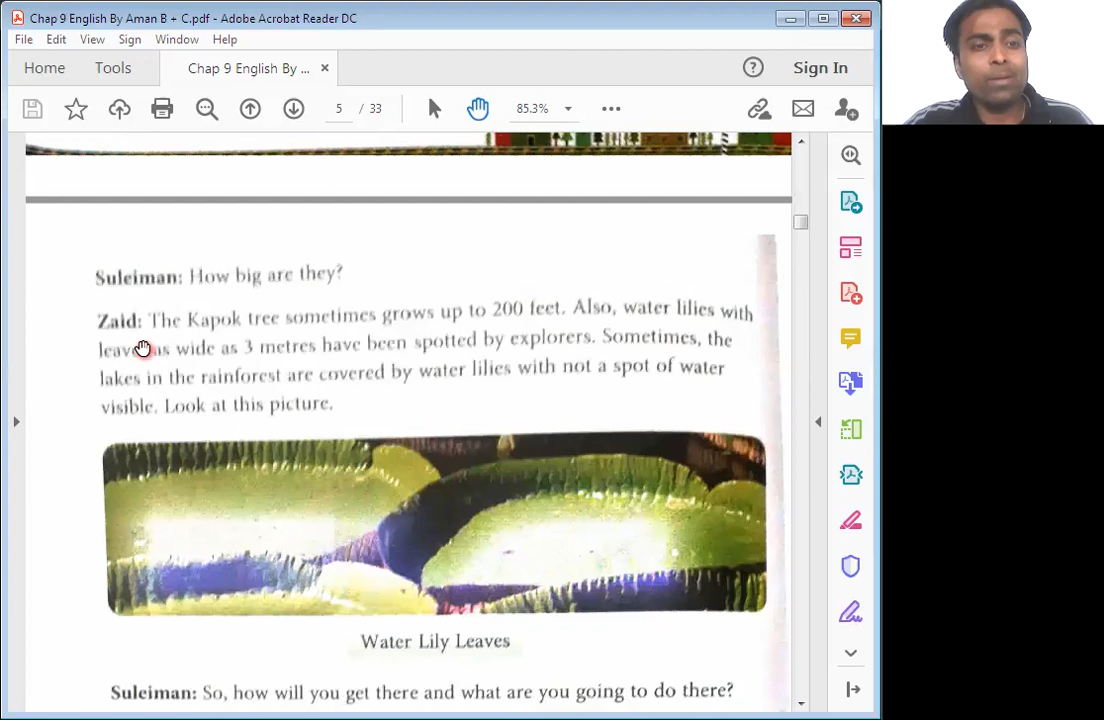 Chap 9 English By Aman B + C.pdf - Adobe Acrobat Reader DC
File Edit View Sign Window Help
Home Tools Chap 9 English By ... × Sign In
5 / 33 85.3%
Suleiman: How big are they?
Zaid: The Kapok tree sometimes grows up to 200 feet. Also, water lilies with
leaves as wide as 3 metres have been spotted by explorers. Sometimes, the
lakes in the rainforest are covered by water lilies with not a spot of water
visible. Look at this picture.
Water Lily Leaves
Suleiman: So, how will you get there and what are you going to do there?